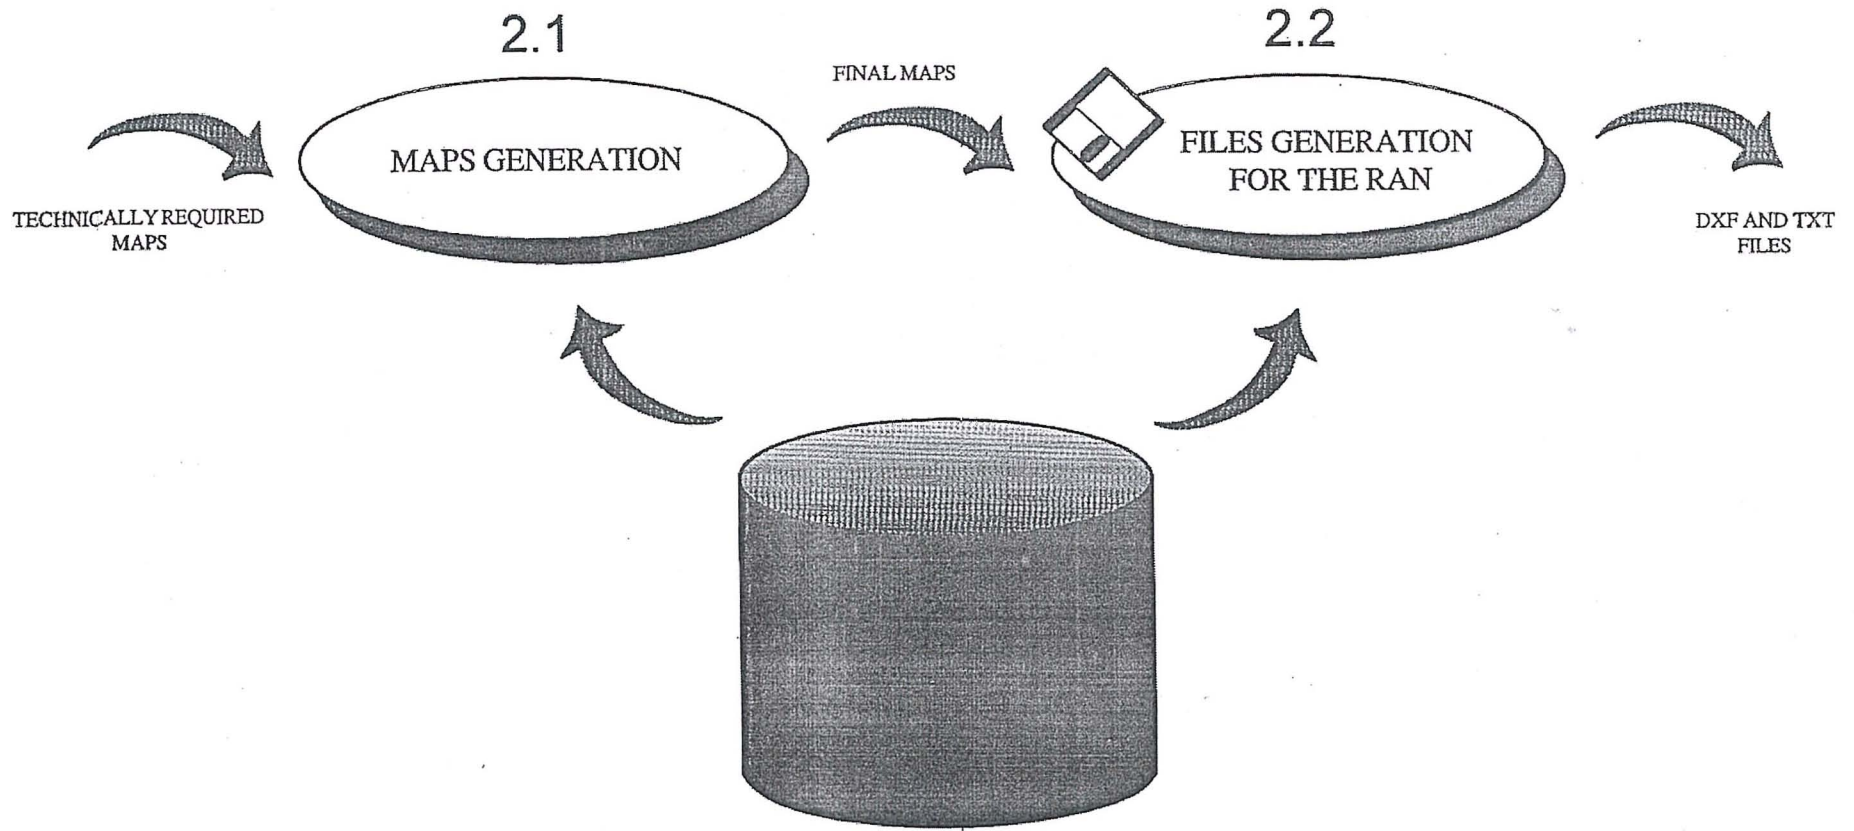 2.1
2.2
FINAL MAPS
MAPS GENERATION
FILES GENERATION
FOR THE RAN
TECHNICALLY REQUIRED
MAPS
DXF AND TXT
FILES